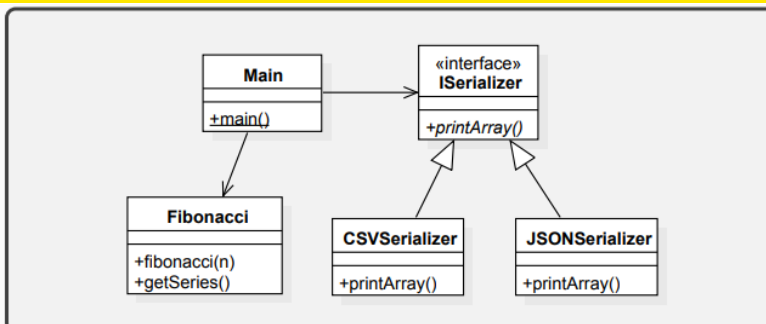 Main
+main()
«interface»
ISerializer
+printArray()
Fibonacci
+fibonacci(n)
+getSeries()
CSVSerializer
+printArray()
JSONSerializer
+printArray()